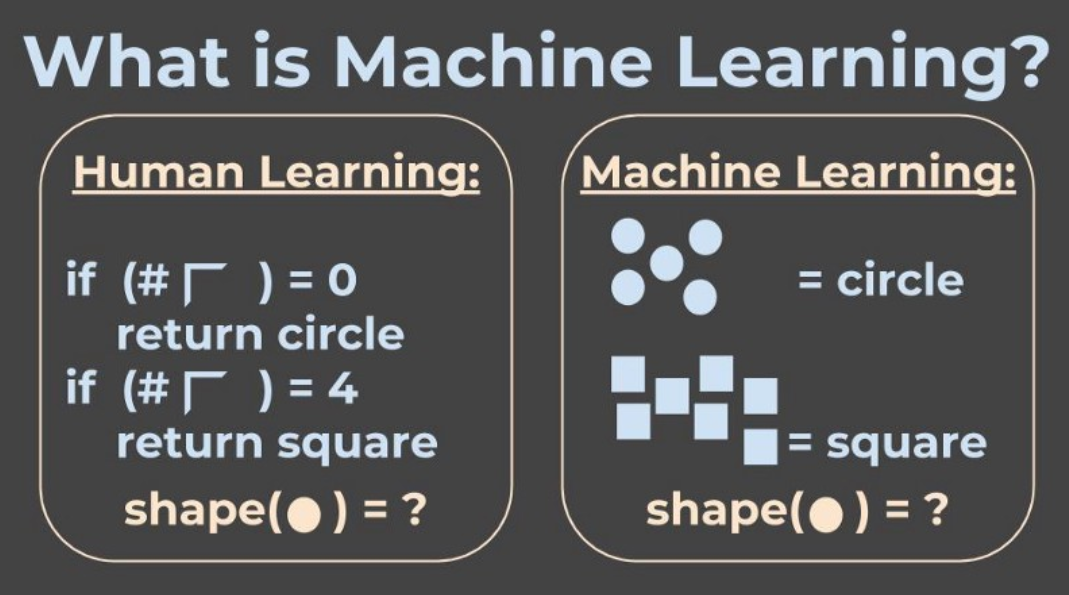 What is Machine Learning?
Human Learning:
if (# ) = 0
return circle
if (# ) = 4
return square
shape( ) = ?
Machine Learning:
= circle
= square
shape( ) = ?